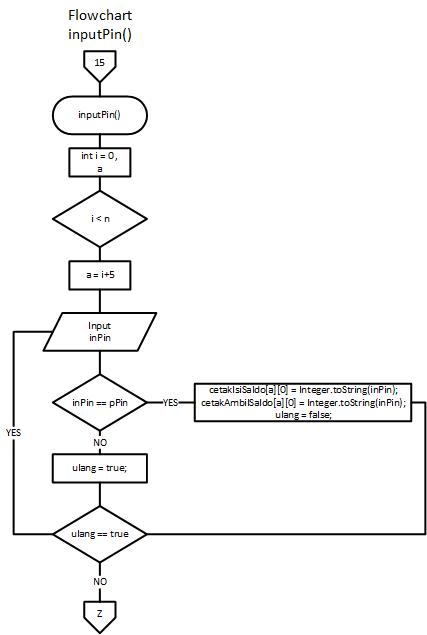 Flowchart
inputPin()
15
inputPin()
int i = 0,
a
i < n
a = i+5
Input
inPin
inPin == pPin
YES
cetakIsiSaldo[a][0] = Integer.toString(inPin);
cetakAmbilSaldo[a][0] = Integer.toString(inPin);
ulang = false;
YES
NO
ulang = true;
ulang == true
NO
Z